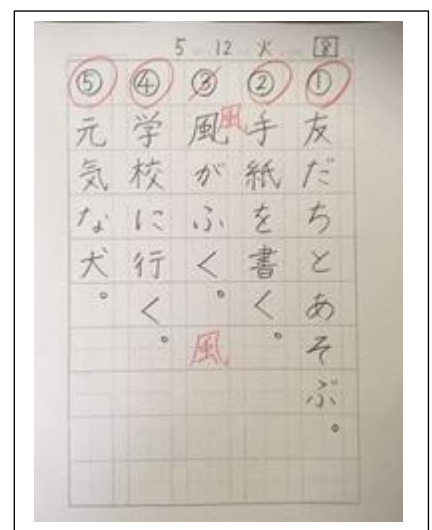 5 12 火 8
①友だちとあそぶ。
②手紙を書く。
③風がふく。
風
風
④学校に行く。
⑤元気な犬。